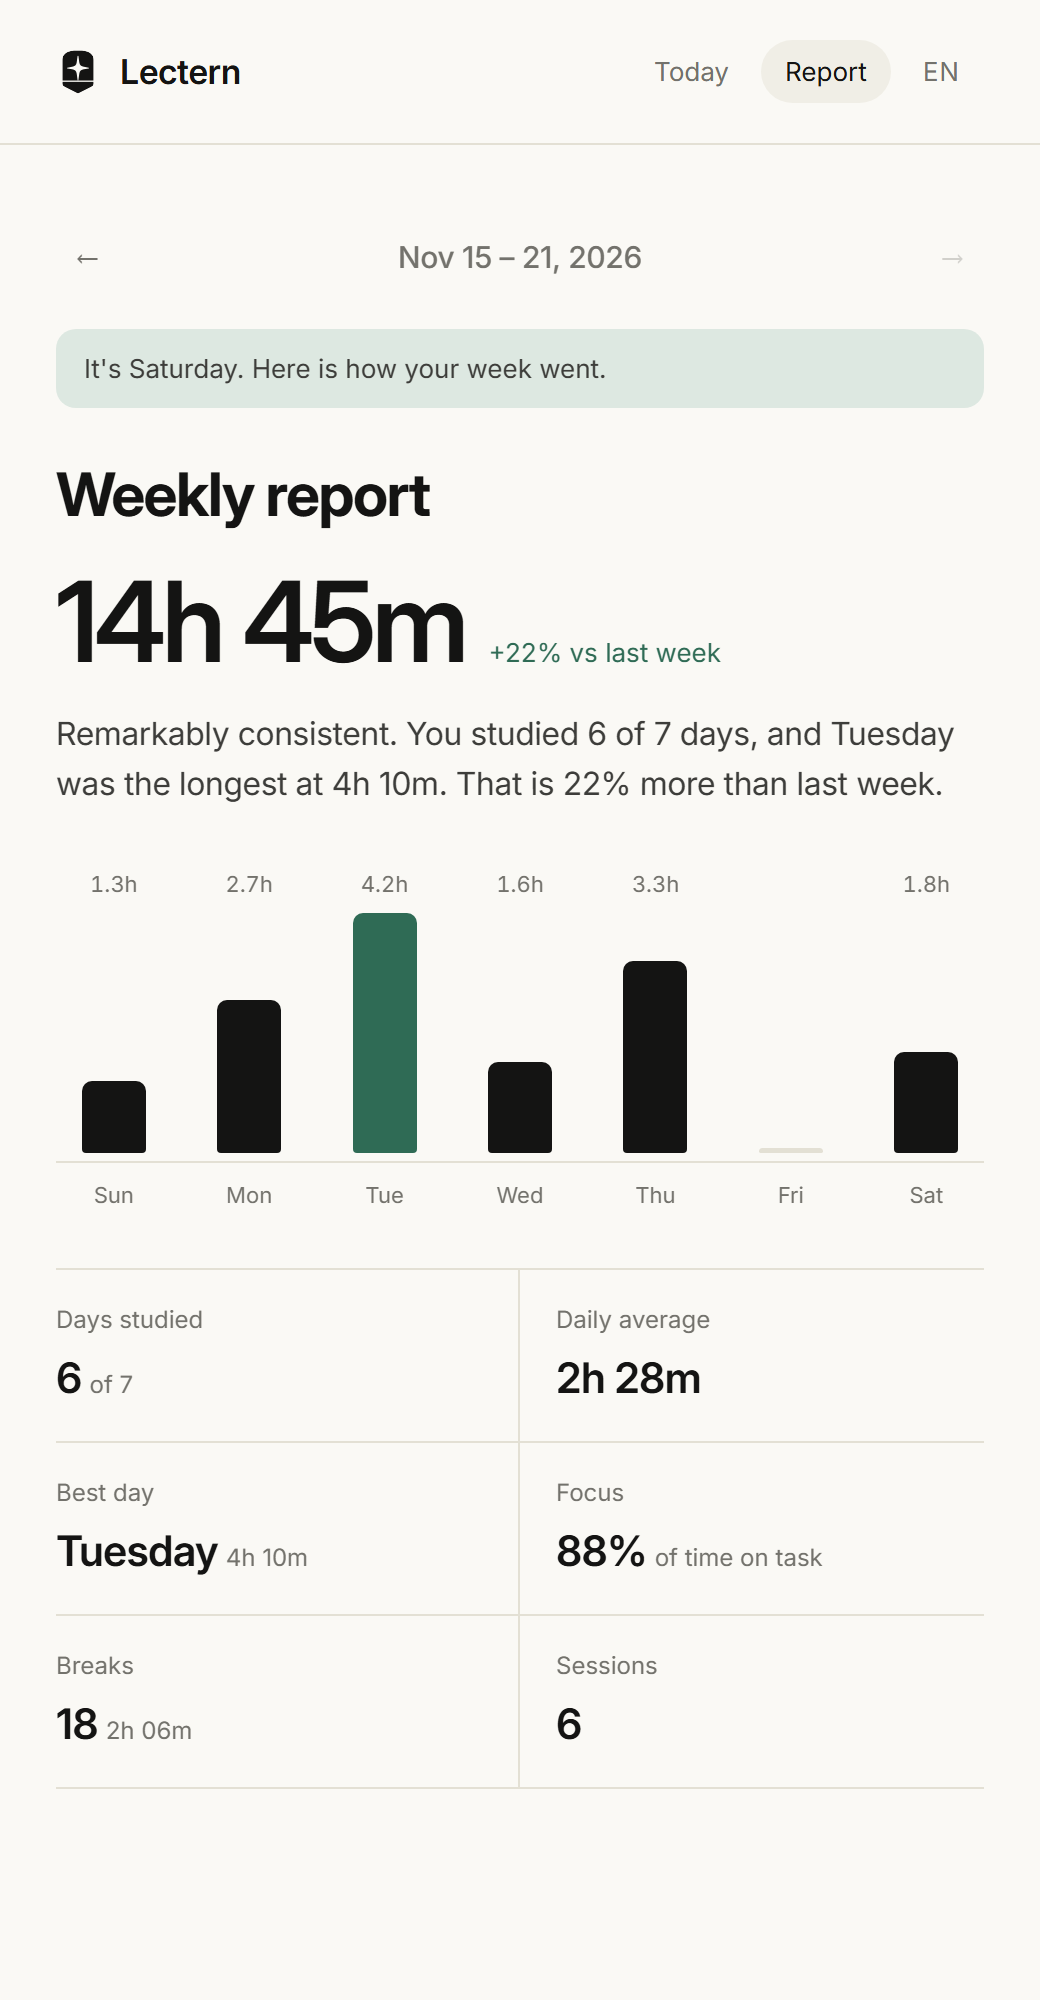 Lectern
Today
Report
EN
←
Nov 15 – 21, 2026
→
It's Saturday. Here is how your week went.
Weekly report
14h 45m +22% vs last week
Remarkably consistent. You studied 6 of 7 days, and Tuesday
was the longest at 4h 10m. That is 22% more than last week.
1.3h 2.7h 4.2h 1.6h 3.3h 1.8h
Sun Mon Tue Wed Thu Fri Sat
Days studied
6 of 7
Daily average
2h 28m
Best day
Tuesday 4h 10m
Focus
88% of time on task
Breaks
18 2h 06m
Sessions
6